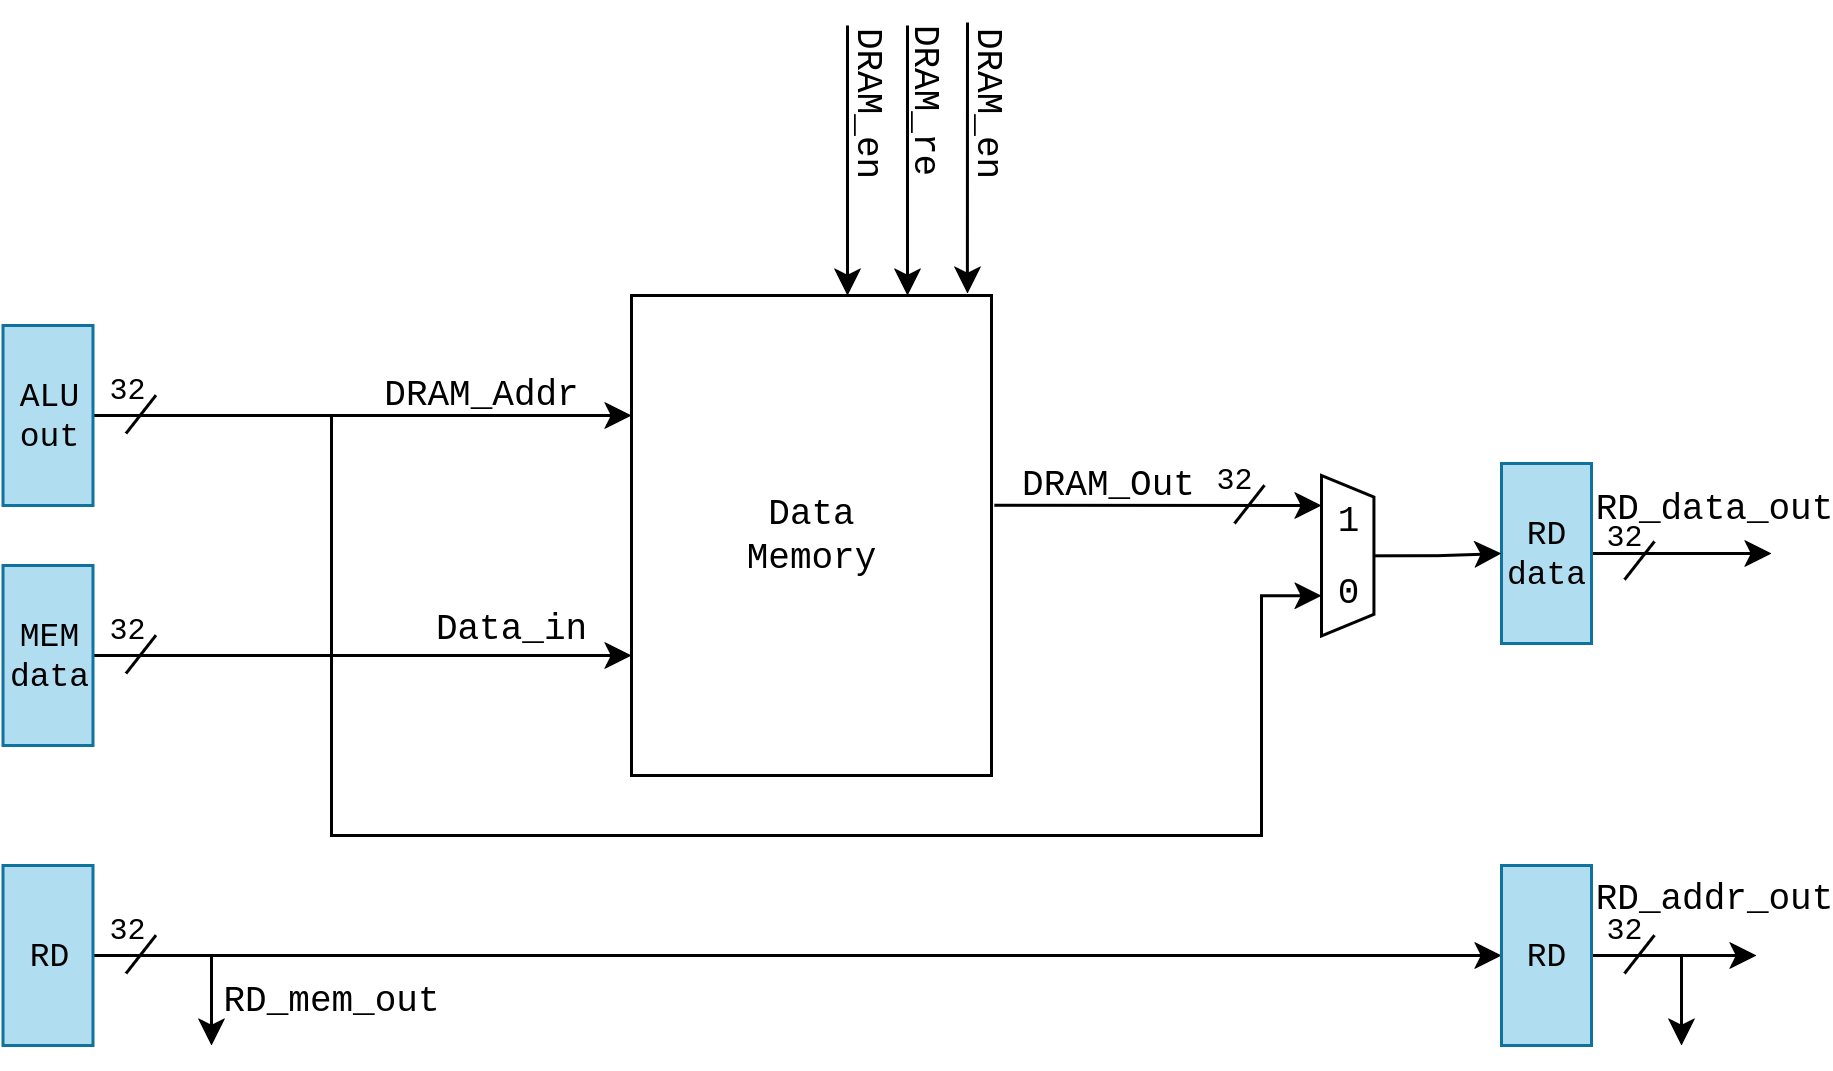 DRAM_en
DRAM_re
DRAM_en
ALU
out
32
DRAM_Addr
MEM
data
32
Data_in
Data
Memory
DRAM_Out
32
1
0
RD
data
RD_data_out
32
RD
32
RD_mem_out
RD
RD_addr_out
32